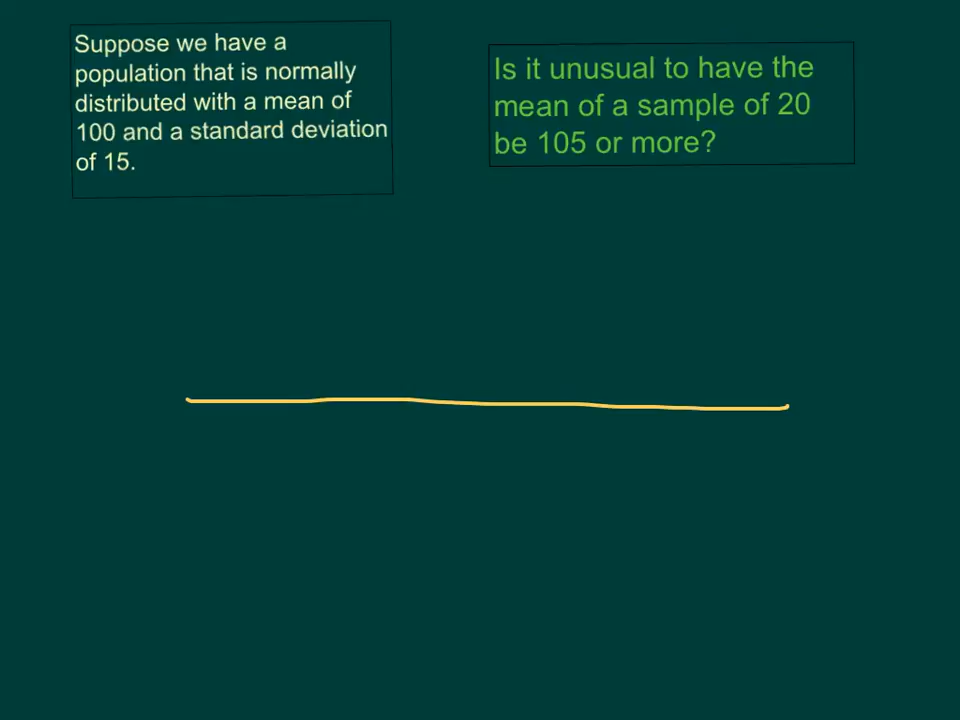 Suppose we have a
population that is normally
distributed with a mean of
100 and a standard deviation
of 15.
Is it unusual to have the
mean of a sample of 20
be 105 or more?